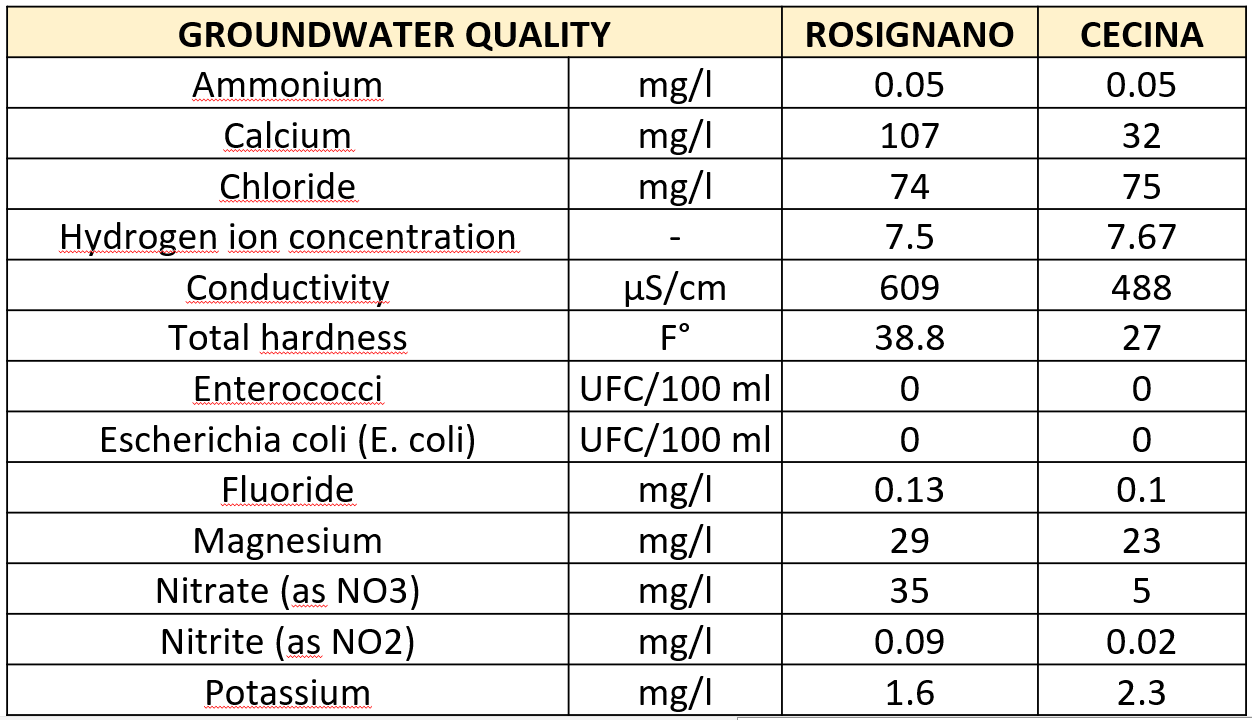 GROUNDWATER QUALITY ROSIGNANO CECINA
Ammonium mg/l 0.05 0.05
Calcium mg/l 107 32
Chloride mg/l 74 75
Hydrogen ion concentration - 7.5 7.67
Conductivity µS/cm 609 488
Total hardness F° 38.8 27
Enterococci UFC/100 ml 0 0
Escherichia coli (E. coli) UFC/100 ml 0 0
Fluoride mg/l 0.13 0.1
Magnesium mg/l 29 23
Nitrate (as NO3) mg/l 35 5
Nitrite (as NO2) mg/l 0.09 0.02
Potassium mg/l 1.6 2.3